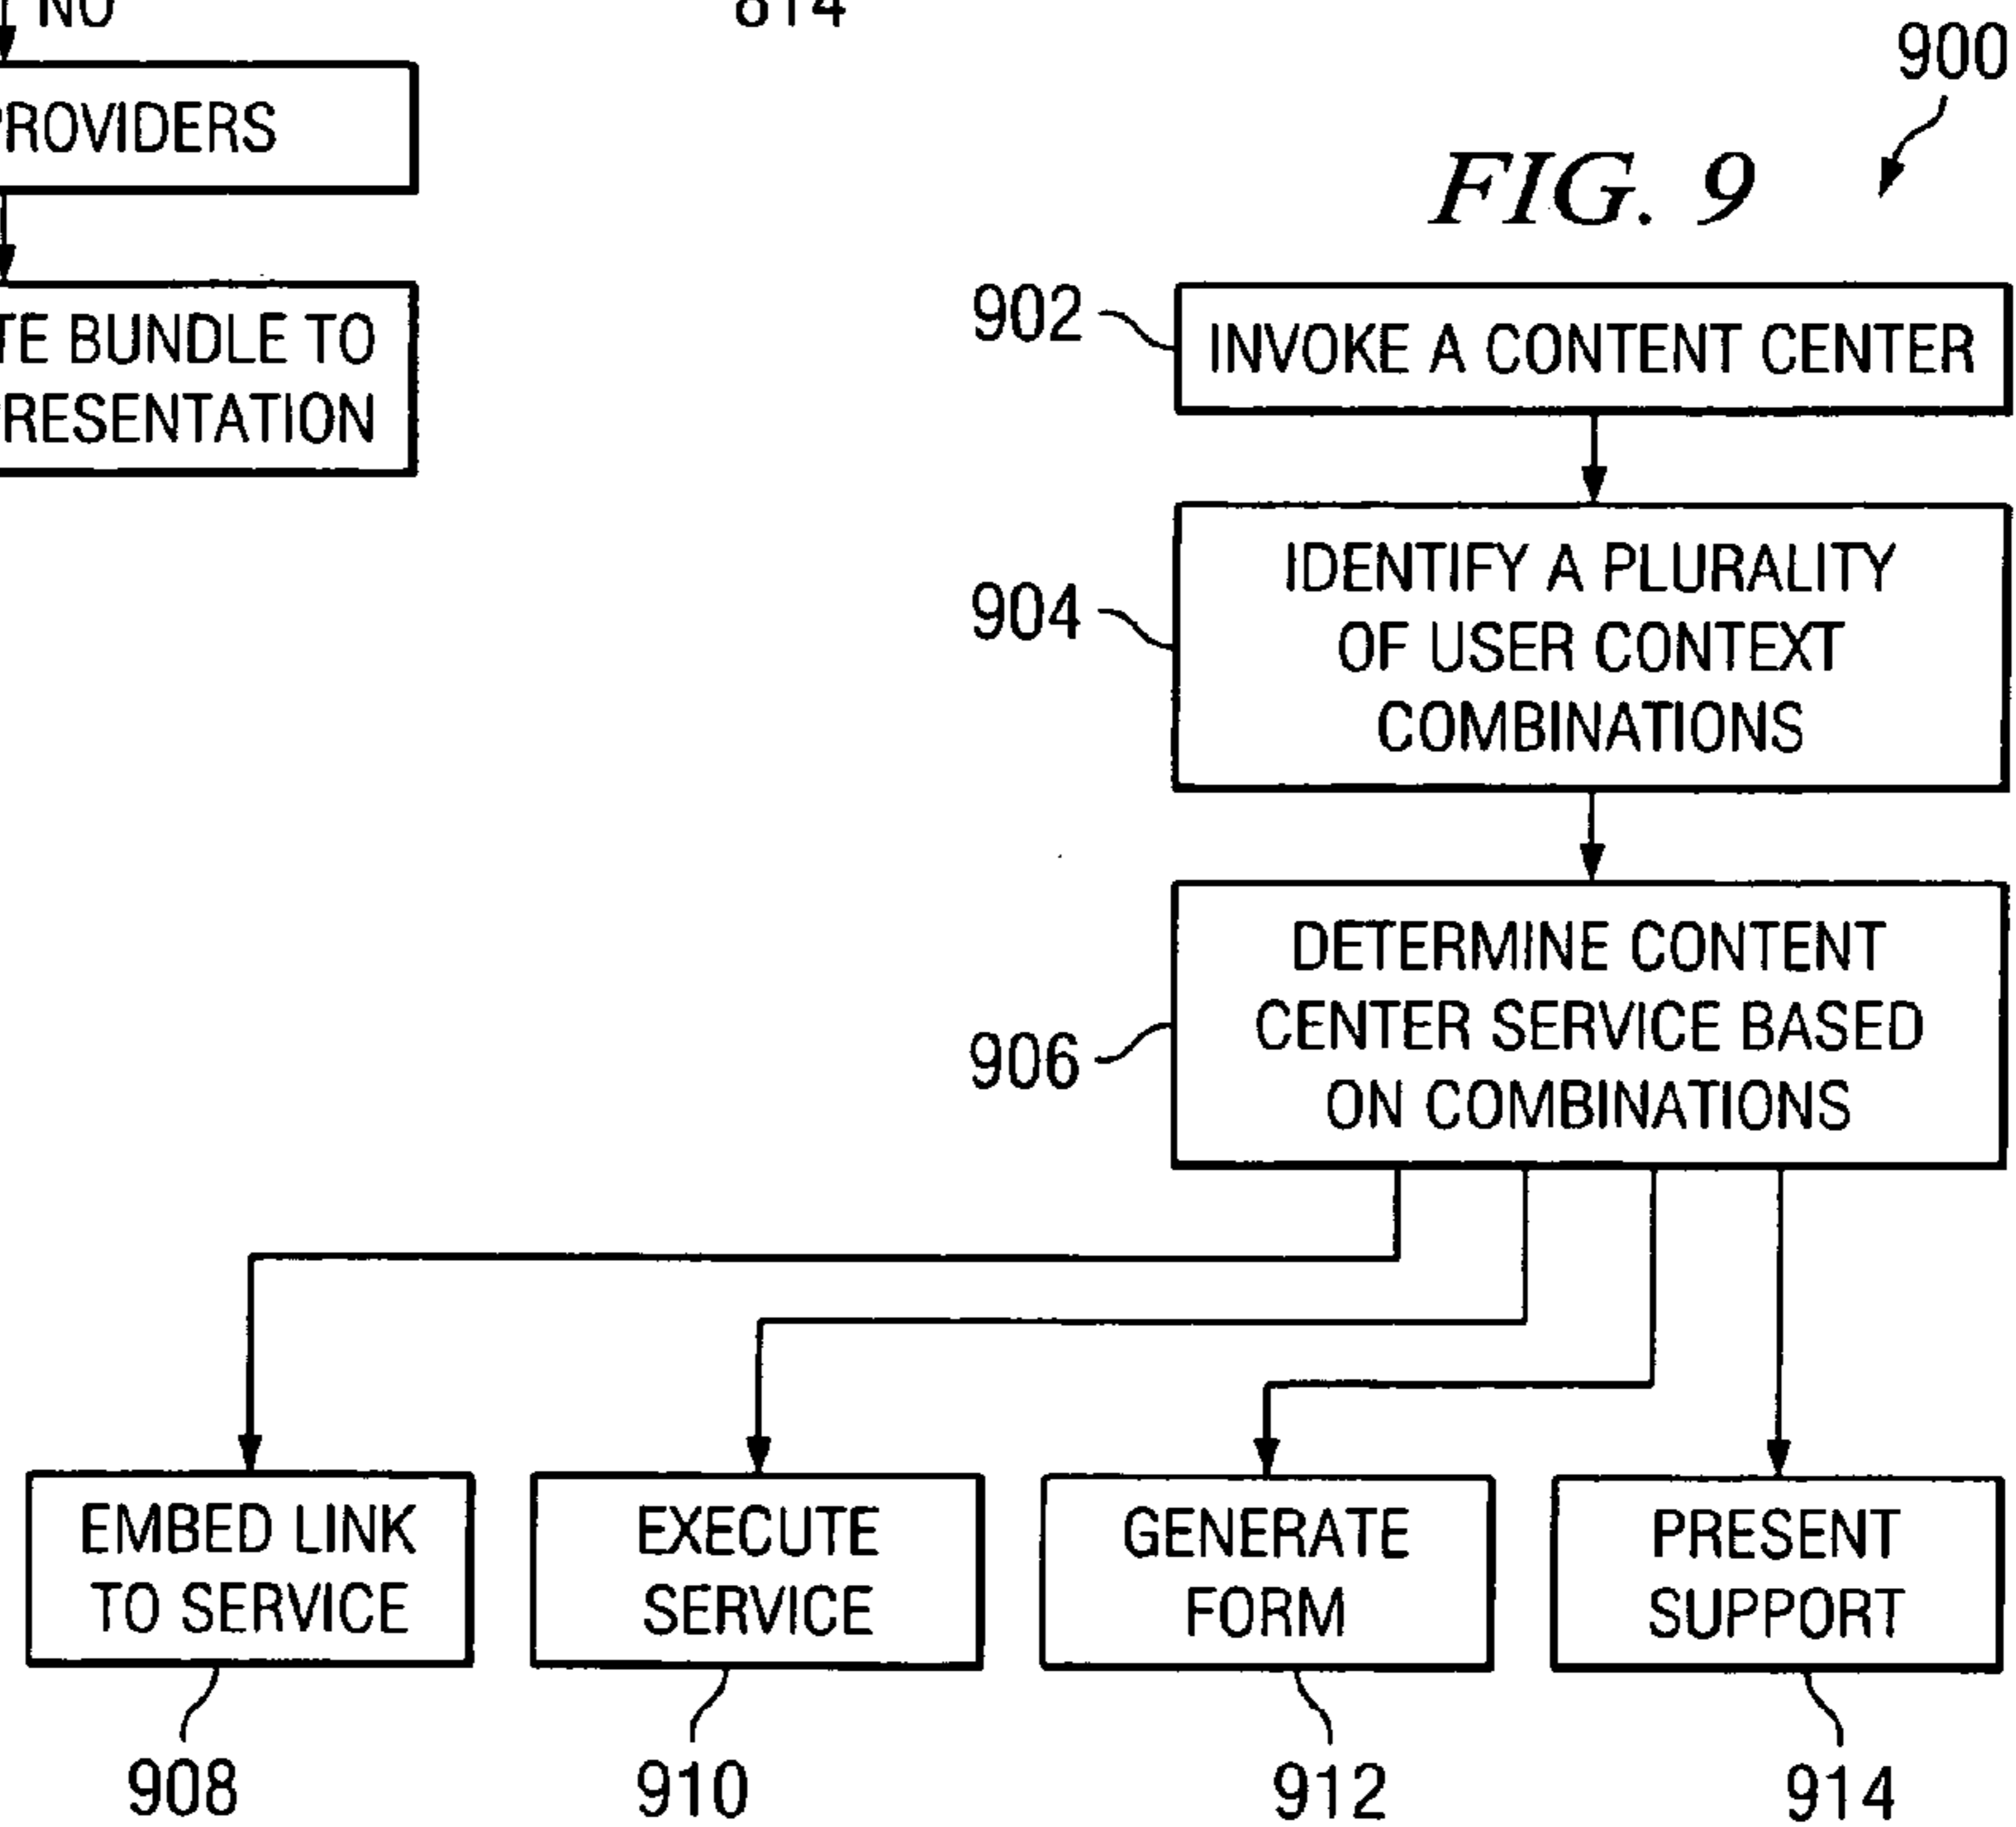 NO
814
PROVIDERS
TE BUNDLE TO
RESENTATION
900
FIG. 9
902
INVOKE A CONTENT CENTER
904
IDENTIFY A PLURALITY
OF USER CONTEXT
COMBINATIONS
906
DETERMINE CONTENT
CENTER SERVICE BASED
ON COMBINATIONS
EMBED LINK
TO SERVICE
EXECUTE
SERVICE
GENERATE
FORM
PRESENT
SUPPORT
908
910
912
914